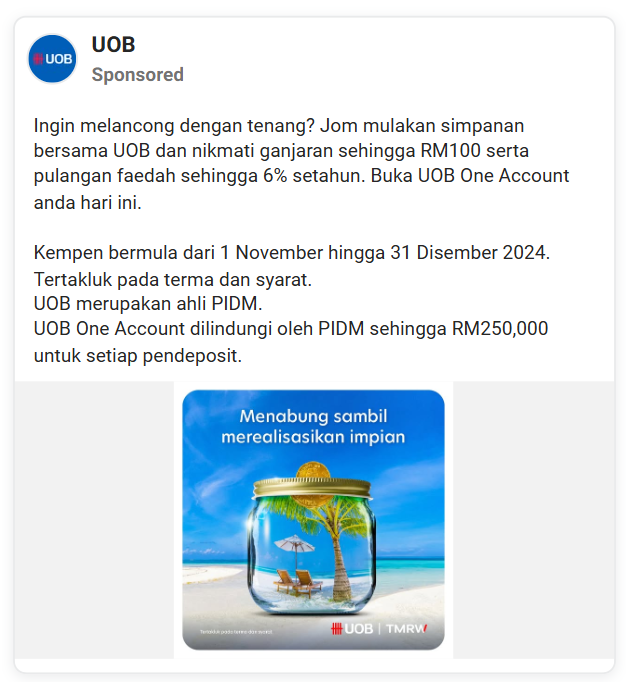 UOB
UOB
Sponsored
Ingin melancong dengan tenang? Jom mulakan simpanan
bersama UOB dan nikmati ganjaran sehingga RM100 serta
pulangan faedah sehingga 6% setahun. Buka UOB One Account
anda hari ini.
Kempen bermula dari 1 November hingga 31 Disember 2024.
Tertakluk pada terma dan syarat.
UOB merupakan ahli PIDM.
UOB One Account dilindungi oleh PIDM sehingga RM250,000
untuk setiap pendeposit.
Menabung sambil
merealisasikan impian
Tertakluk pada terma dan syarat.
UOB | TMRW